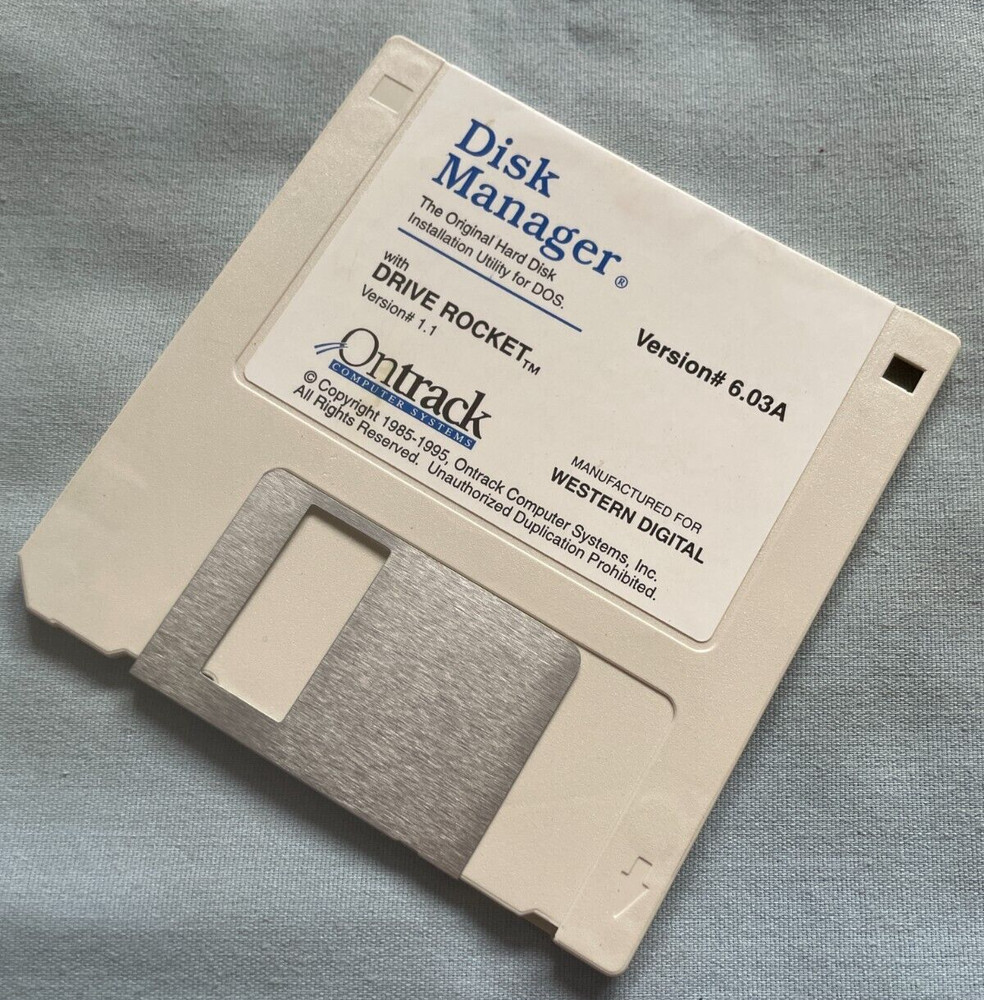 Disk
Manager®
The Original Hard Disk
Installation Utility for DOS.
with
DRIVE ROCKET™
Version# 1.1
Version# 6.03A
Ontrack
COMPUTER SYSTEMS
MANUFACTURED FOR
WESTERN DIGITAL
© Copyright 1985-1995, Ontrack Computer Systems, Inc.
All Rights Reserved. Unauthorized Duplication Prohibited.